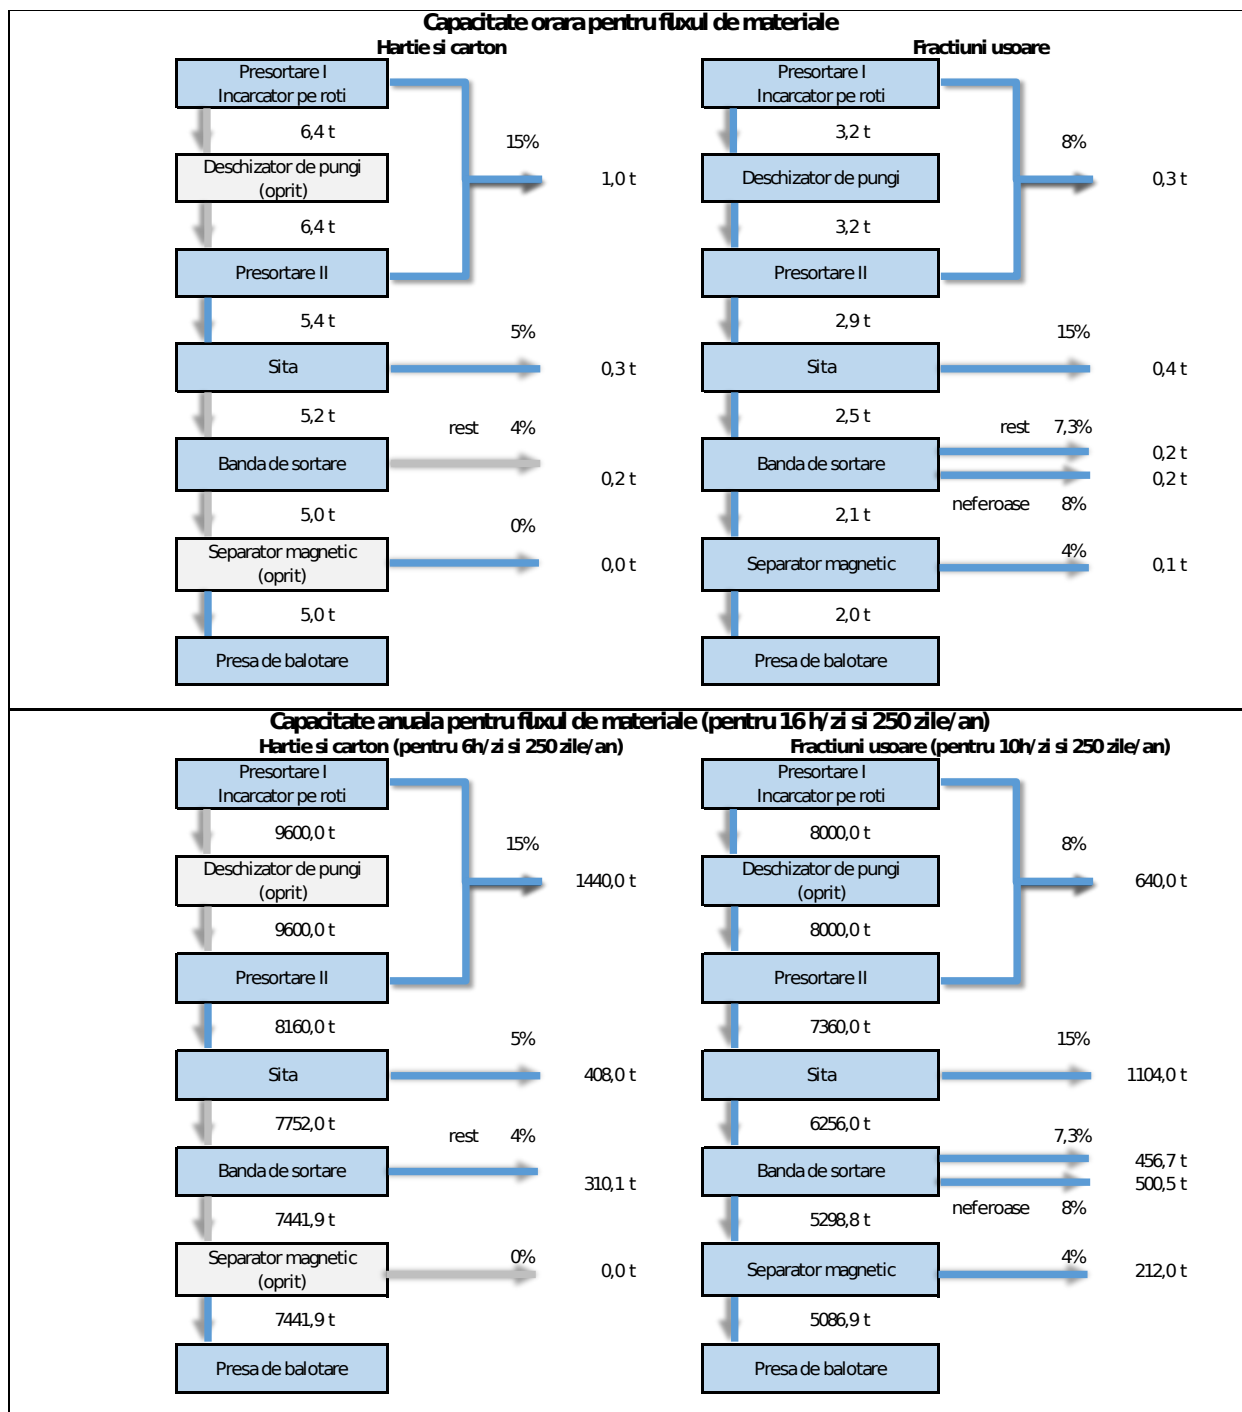 Capacitate orara pentru fluxul de materiale
Hartie si carton
Presortare I
Incarcator pe roti
6,4 t
15%
Deschizator de pungi
(oprit)
1,0 t
6,4 t
Presortare II
5,4 t
5%
Sita
0,3 t
5,2 t
rest 4%
Banda de sortare
0,2 t
5,0 t
0%
Separator magnetic
(oprit)
0,0 t
5,0 t
Presa de balotare
Fractiuni usoare
Presortare I
Incarcator pe roti
3,2 t
8%
Deschizator de pungi
0,3 t
3,2 t
Presortare II
2,9 t
15%
Sita
0,4 t
2,5 t
rest 7,3%
Banda de sortare
0,2 t
0,2 t
neferoase 8%
2,1 t
4%
Separator magnetic
0,1 t
2,0 t
Presa de balotare
Capacitate anuala pentru fluxul de materiale (pentru 16 h/zi si 250 zile/an)
Hartie si carton (pentru 6h/zi si 250 zile/an)
Presortare I
Incarcator pe roti
9600,0 t
15%
Deschizator de pungi
(oprit)
1440,0 t
9600,0 t
Presortare II
8160,0 t
5%
Sita
408,0 t
7752,0 t
rest 4%
Banda de sortare
310,1 t
7441,9 t
0%
Separator magnetic
(oprit)
0,0 t
7441,9 t
Presa de balotare
Fractiuni usoare (pentru 10h/zi si 250 zile/an)
Presortare I
Incarcator pe roti
8000,0 t
8%
Deschizator de pungi
(oprit)
640,0 t
8000,0 t
Presortare II
7360,0 t
15%
Sita
1104,0 t
6256,0 t
7,3%
Banda de sortare
456,7 t
500,5 t
neferoase 8%
5298,8 t
4%
Separator magnetic
212,0 t
5086,9 t
Presa de balotare